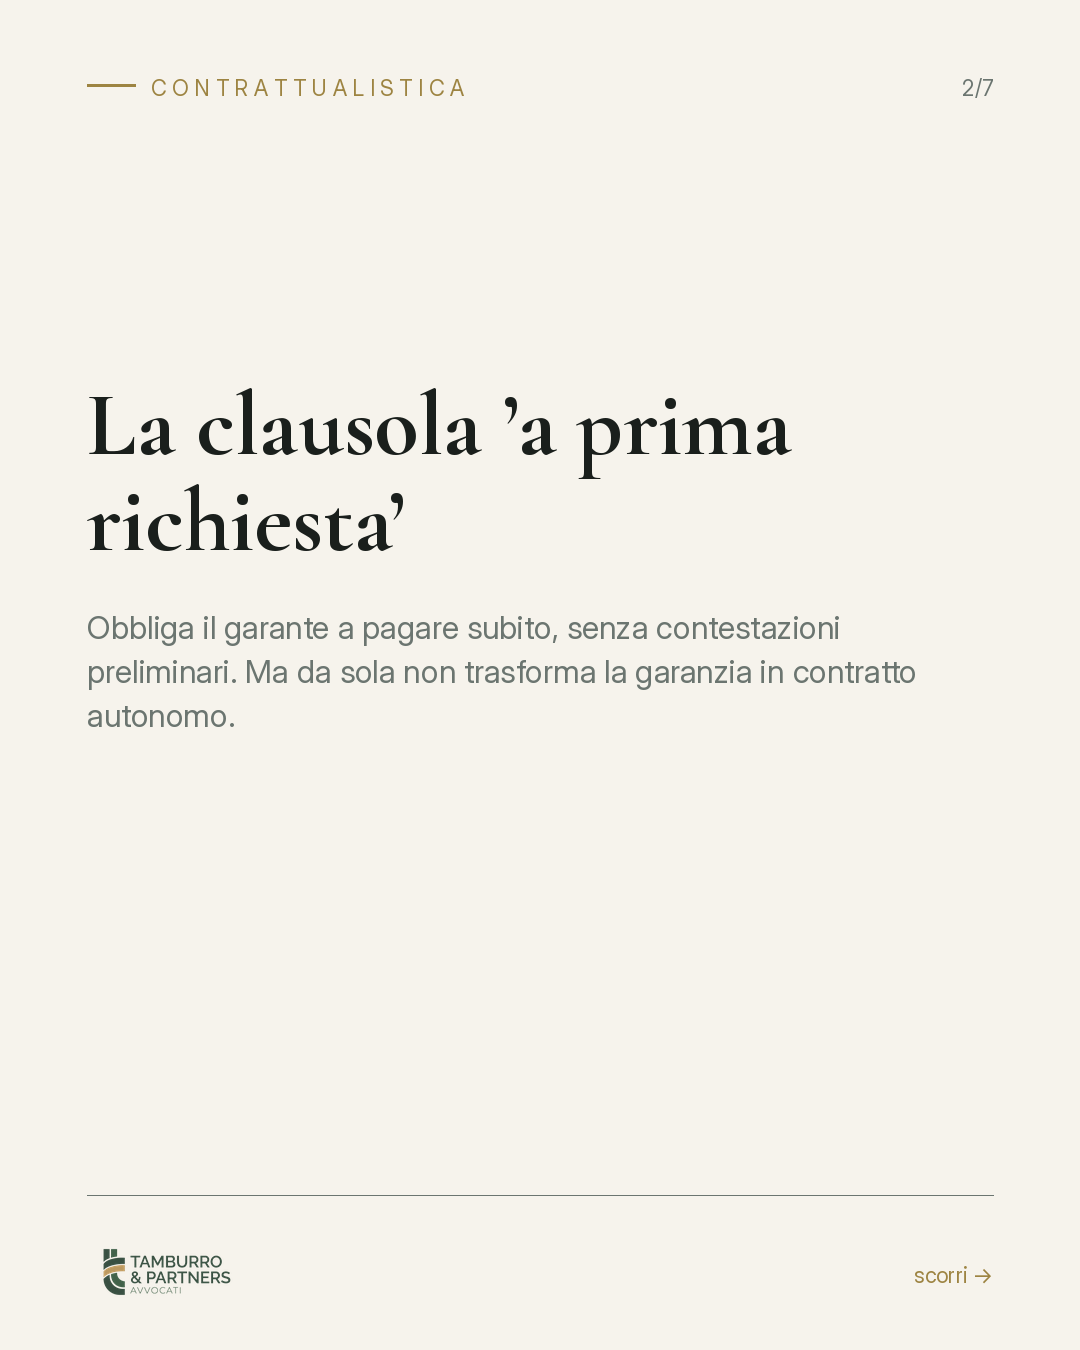 CONTRATTUALISTICA
2/7
La clausola ’a prima
richiesta’
Obbliga il garante a pagare subito, senza contestazioni
preliminari. Ma da sola non trasforma la garanzia in contratto
autonomo.
TAMBURRO
& PARTNERS
AVVOCATI
scorri →